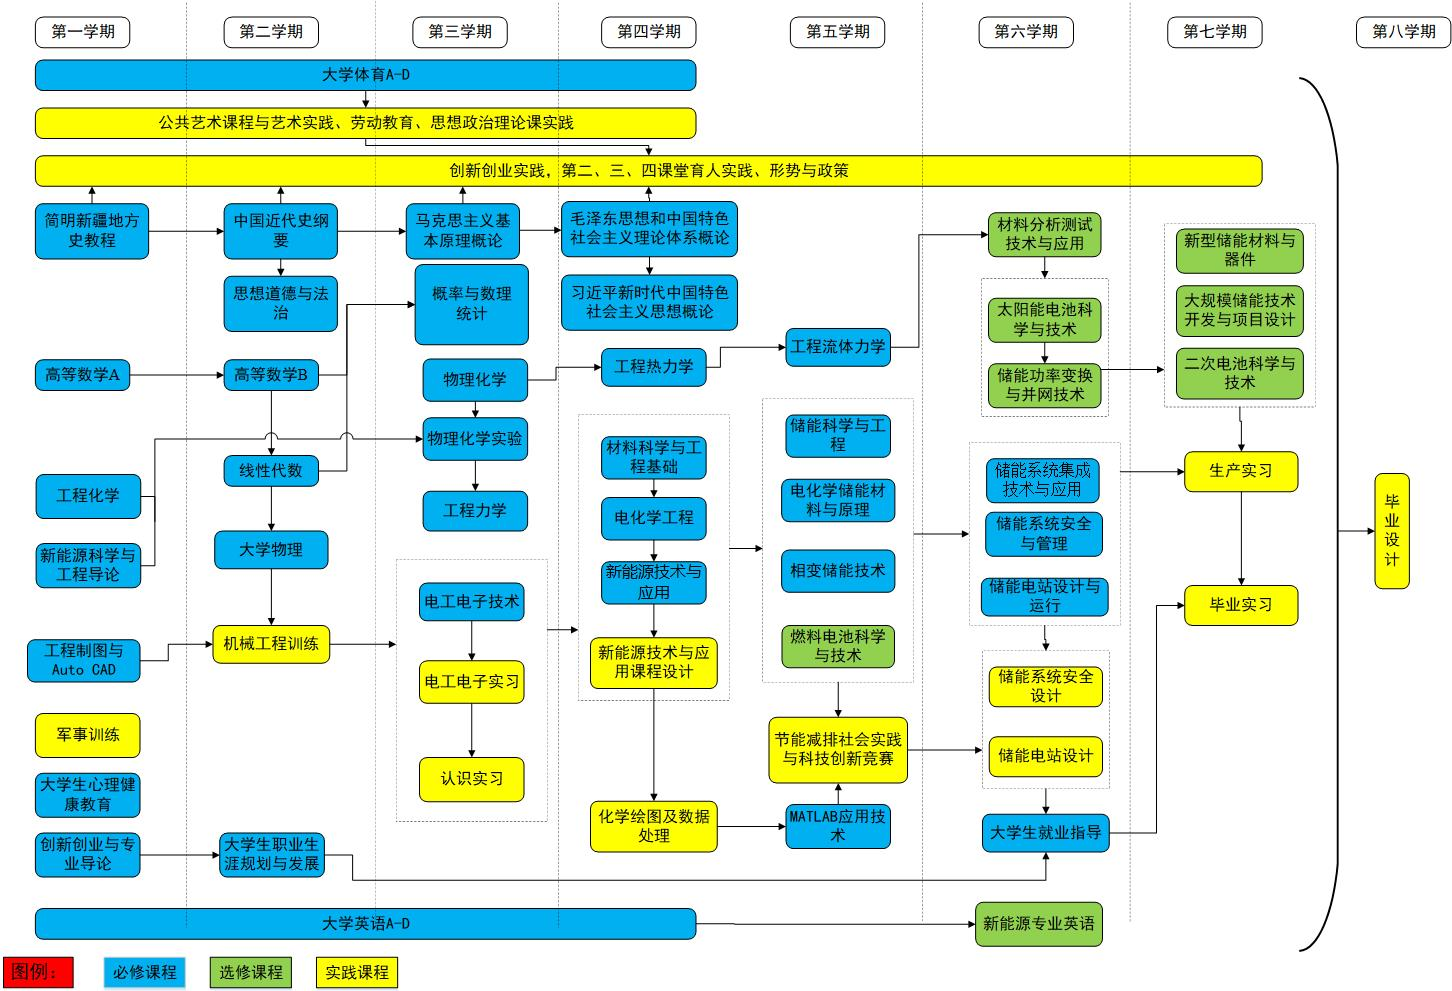 第一学期
第二学期
第三学期
第四学期
第五学期
第六学期
第七学期
第八学期
大学体育A-D
公共艺术课程与艺术实践、劳动教育、思想政治理论课实践
创新创业实践，第二、三、四课堂育人实践、形势与政策
简明新疆地方
史教程
中国近代史纲
要
马克思主义基
本原理概论
毛泽东思想和中国特色
社会主义理论体系概论
材料分析测试
技术与应用
新型储能材料与
器件
思想道德与法
治
概率与数理
统计
习近平新时代中国特色
社会主义思想概论
太阳能电池科
学与技术
大规模储能技术
开发与项目设计
高等数学A
高等数学B
物理化学
工程热力学
工程流体力学
储能功率变换
与并网技术
二次电池科学与
技术
物理化学实验
储能科学与工
程
材料科学与工
程基础
线性代数
储能系统集成
技术与应用
生产实习
工程化学
工程力学
电化学工程
电化学储能材
料与原理
储能系统安全
与管理
毕
业
设
计
新能源科学与
工程导论
大学物理
新能源技术与
应用
相变储能技术
储能电站设计与
运行
毕业实习
电工电子技术
工程制图与
Auto CAD
机械工程训练
新能源技术与应
用课程设计
燃料电池科学
与技术
电工电子实习
储能系统安全
设计
军事训练
节能减排社会实践
与科技创新竞赛
储能电站设计
认识实习
大学生心理健
康教育
化学绘图及数据
处理
MATLAB应用技
术
大学生就业指导
创新创业与专
业导论
大学生职业生
涯规划与发展
大学英语A-D
新能源专业英语
图例：
必修课程
选修课程
实践课程